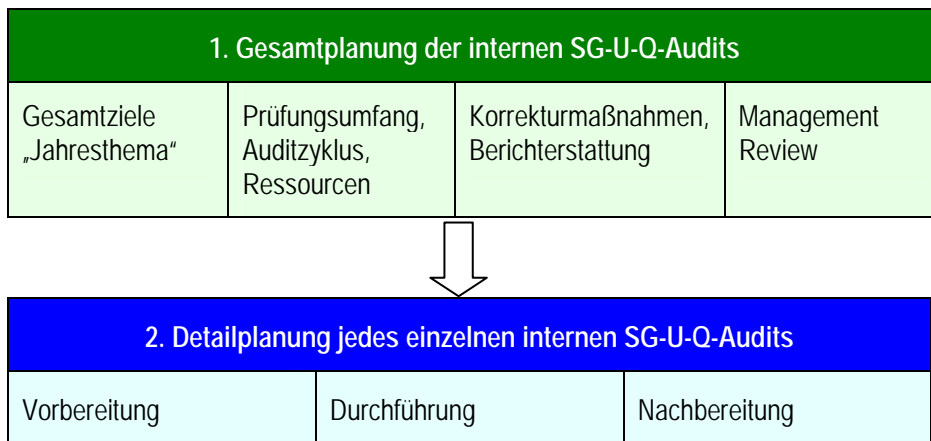 1. Gesamtplanung der internen SG-U-Q-Audits
Gesamtziele
„Jahresthema“
Prüfungsumfang,
Auditzyklus,
Ressourcen
Korrekturmaßnahmen,
Berichterstattung
Management
Review
2. Detailplanung jedes einzelnen internen SG-U-Q-Audits
Vorbereitung
Durchführung
Nachbereitung